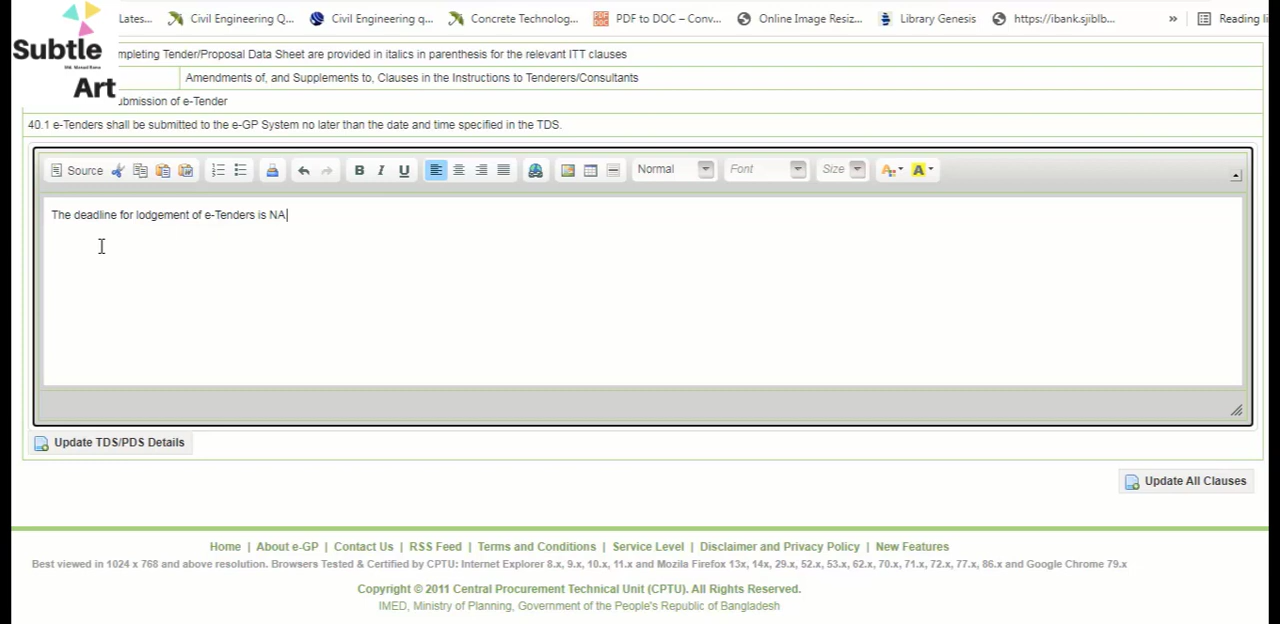 Lates...
Civil Engineering Q...
Civil Engineering q...
Concrete Technolog...
PDF to DOC – Conv...
Online Image Resiz...
Library Genesis
https://ibank.sjiblb...
»
Reading li
Subtle
Art
mpleting Tender/Proposal Data Sheet are provided in italics in parenthesis for the relevant ITT clauses
Amendments of, and Supplements to, Clauses in the Instructions to Tenderers/Consultants
ubmission of e-Tender
40.1 e-Tenders shall be submitted to the e-GP System no later than the date and time specified in the TDS.
Source B I U Normal Font Size A A
The deadline for lodgement of e-Tenders is NA
Update TDS/PDS Details
Update All Clauses
Home | About e-GP | Contact Us | RSS Feed | Terms and Conditions | Service Level | Disclaimer and Privacy Policy | New Features
Best viewed in 1024 x 768 and above resolution. Browsers Tested & Certified by CPTU: Internet Explorer 8.x, 9.x, 10.x, 11.x and Mozilla Firefox 13x, 14x, 29.x, 52.x, 53.x, 62.x, 70.x, 71.x, 72.x, 77.x, 86.x and Google Chrome 79.x
Copyright © 2011 Central Procurement Technical Unit (CPTU). All Rights Reserved.
IMED, Ministry of Planning, Government of the People's Republic of Bangladesh